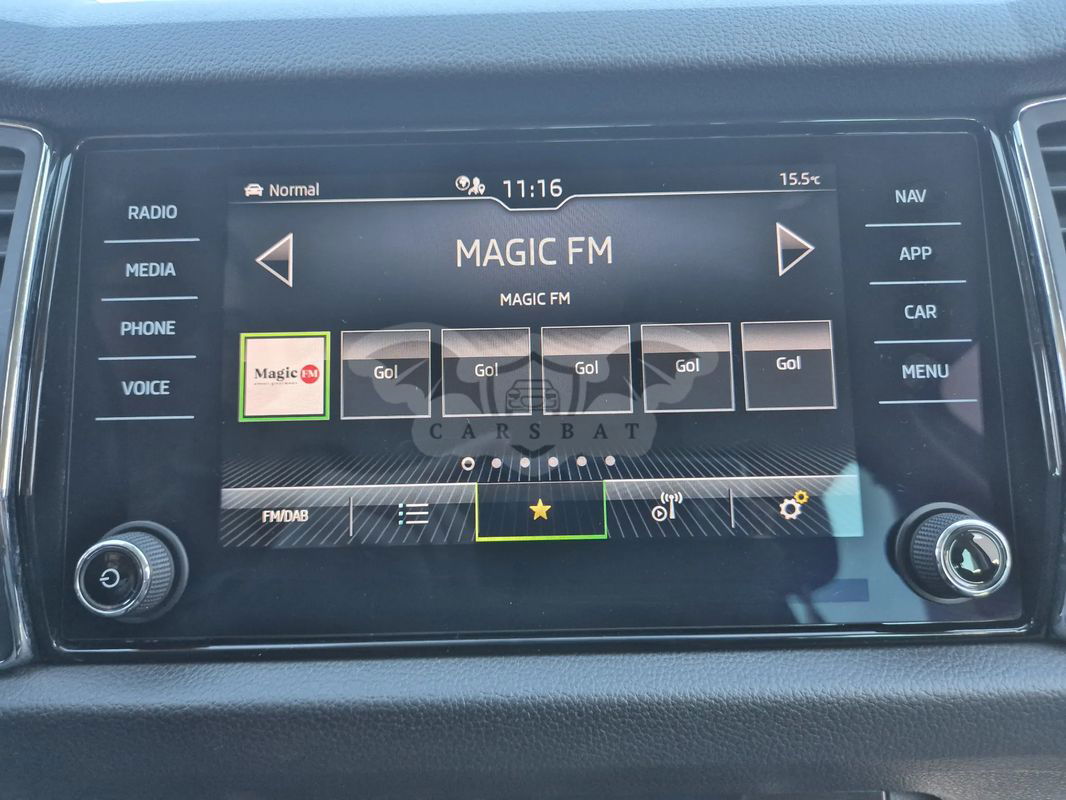 Normal
11:16
15.5°C
RADIO
MEDIA
PHONE
VOICE
NAV
APP
CAR
MENU
MAGIC FM
MAGIC FM
Magic FM
Gol
Gol
Gol
Gol
Gol
CARSBAT
FM/DAB